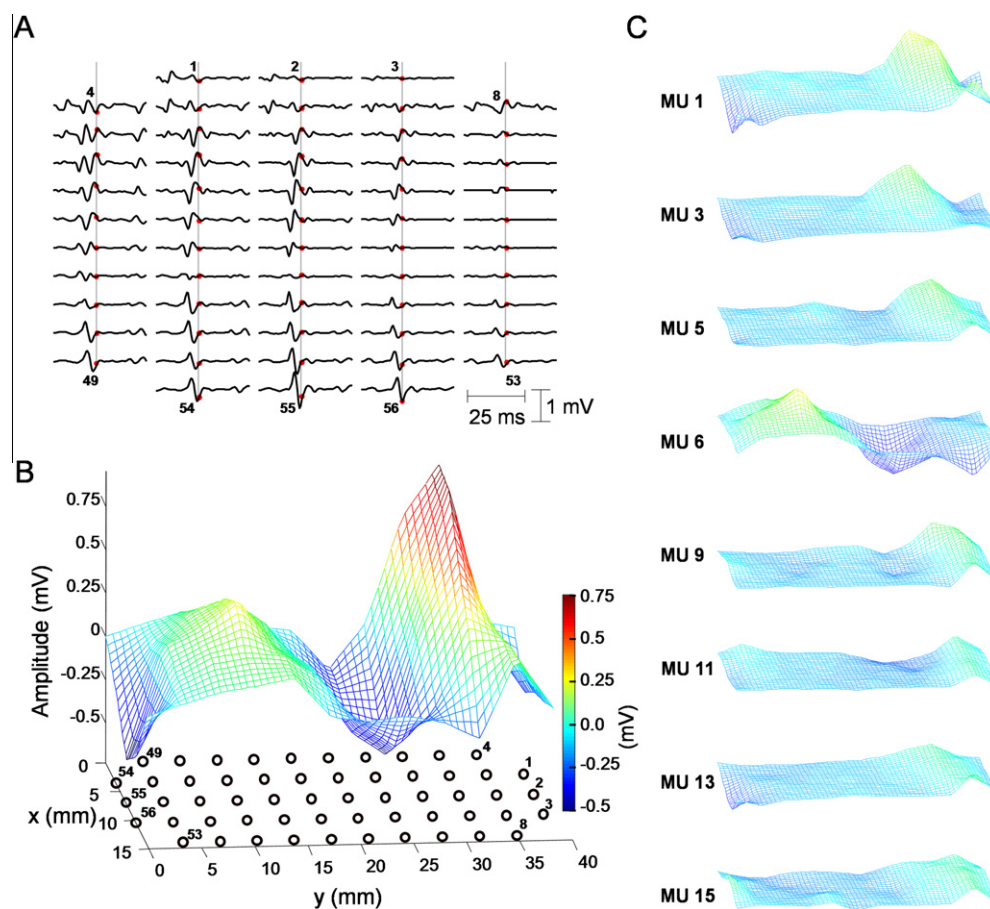 A
1
2
3
4
8
49
53
54
55
56
25 ms
1 mV
B
Amplitude (mV)
0.75
0.5
0.25
0
-0.25
-0.5
0
5
10
15
x (mm)
0
5
10
15
20
25
30
35
40
y (mm)
49
54
55
56
53
4
1
2
3
8
0.75
0.5
0.25
0.0
-0.25
-0.5
(mV)
C
MU 1
MU 3
MU 5
MU 6
MU 9
MU 11
MU 13
MU 15